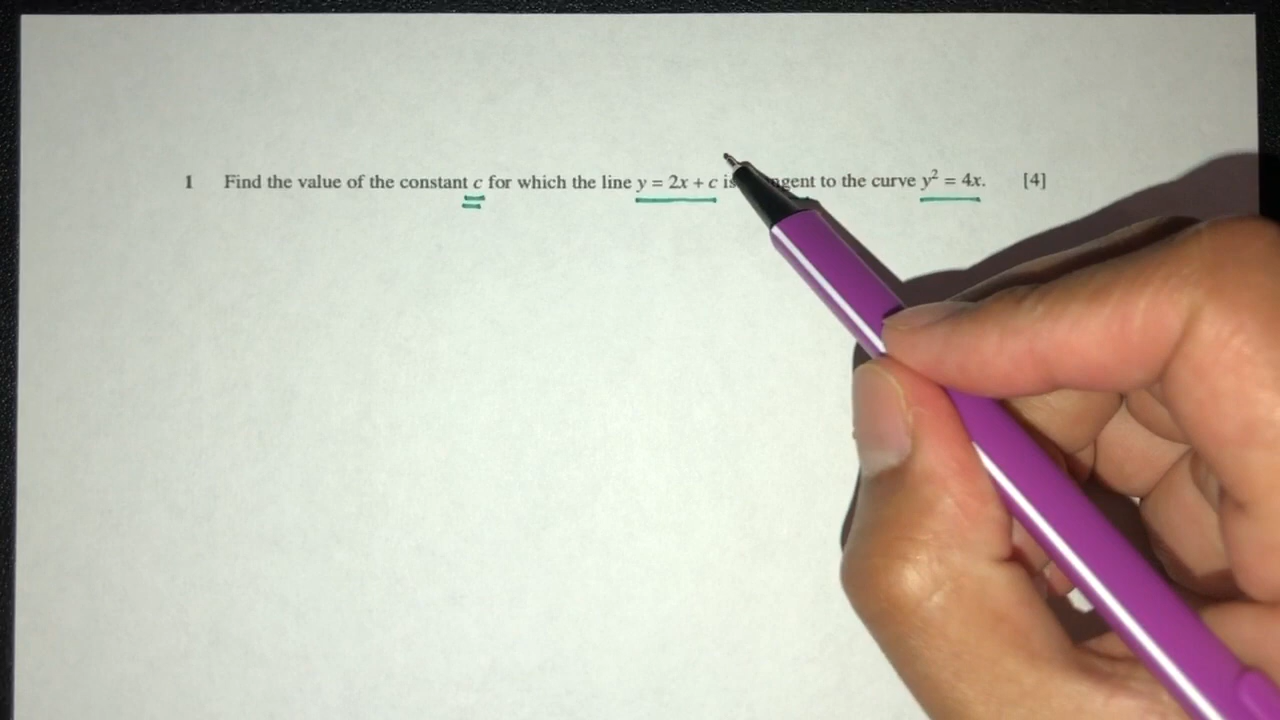 1 Find the value of the constant c for which the line y = 2x + c is to the curve y² = 4x. [4]